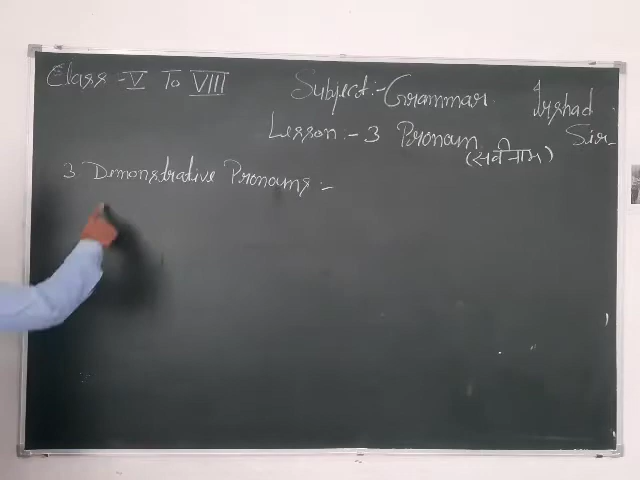 Class :- V To VIII
Subject:- Grammar
Irshad Sir
Lesson :- 3 Pronoun
(सर्वनाम)
3 Demonstrative Pronouns :-